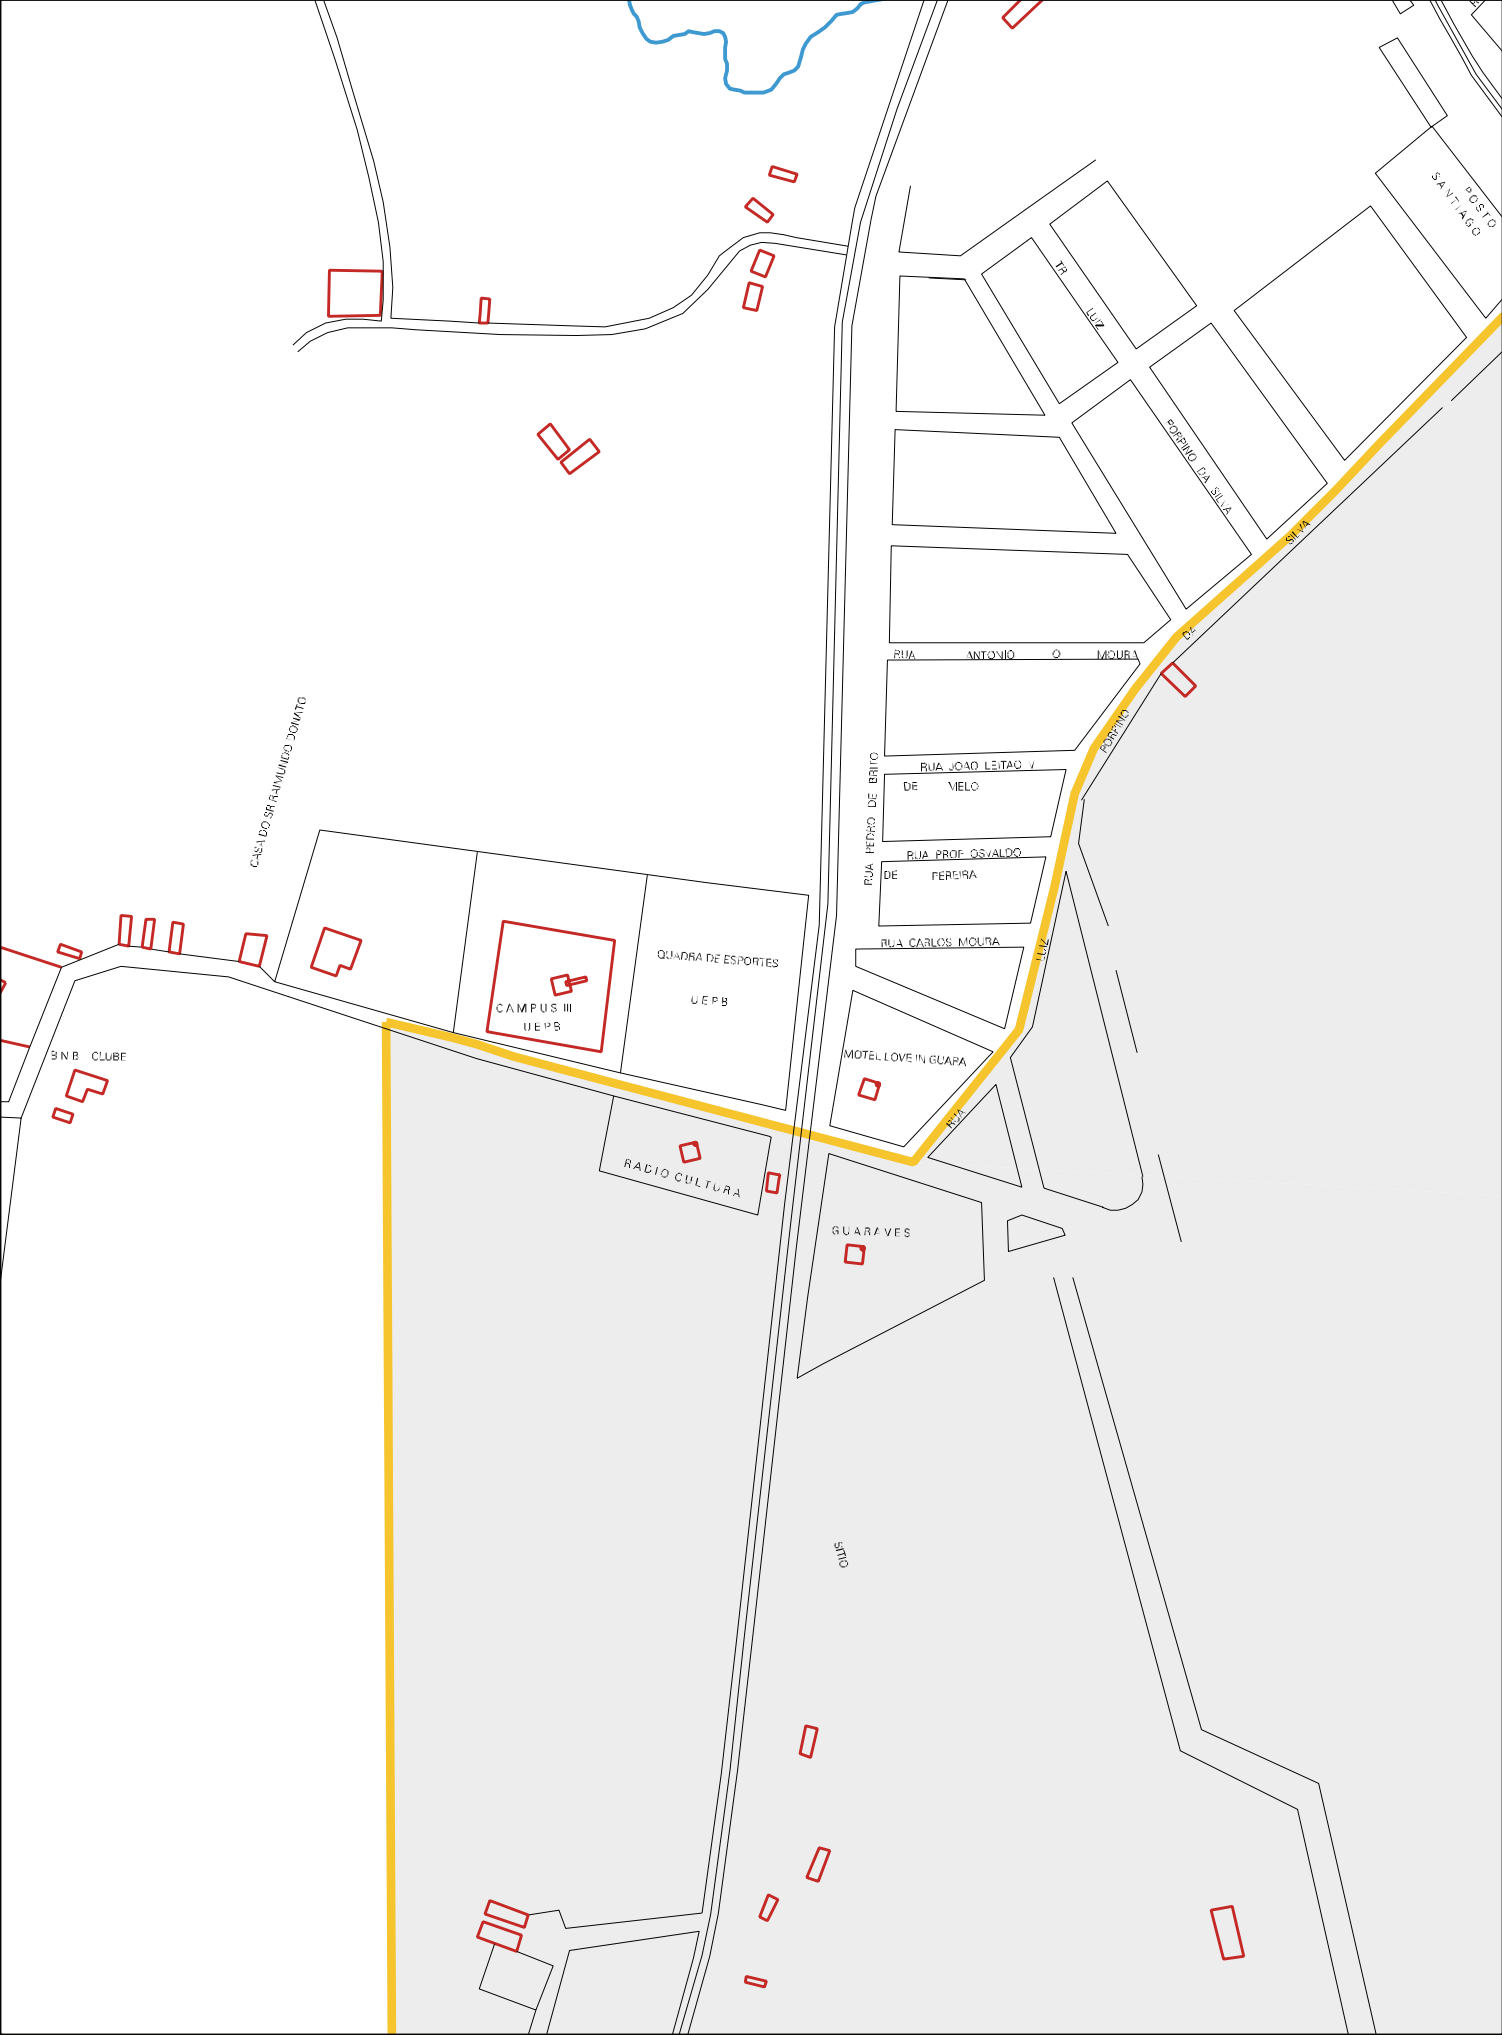 POSTO
SANTIAGO
TR LUIZ
PORPINO DA SILVA
RUA LUIZ PORPINO DA SILVA
RUA ANTONIO O MOURA
RUA PEDRO DE BRITO
RUA JOAO LEITAO V
DE MELO
RUA PROF OSVALDO
DE PEREIRA
RUA CARLOS MOURA
CASA DO SR RAIMUNDO DONATO
QUADRA DE ESPORTES
UEPB
CAMPUS III
UEPB
BNB CLUBE
MOTEL LOVE IN GUARA
RADIO CULTURA
GUARAVES
SITIO